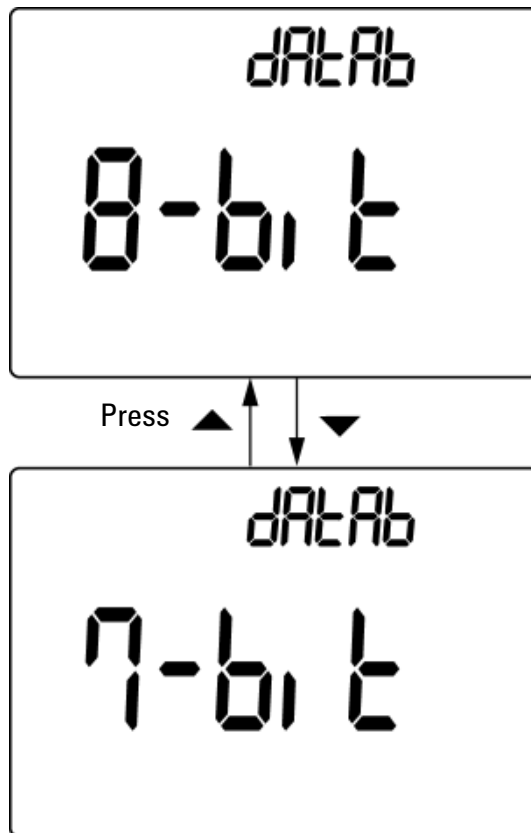 dAtAb
8-bit
Press ▲ ▼
dAtAb
7-bit